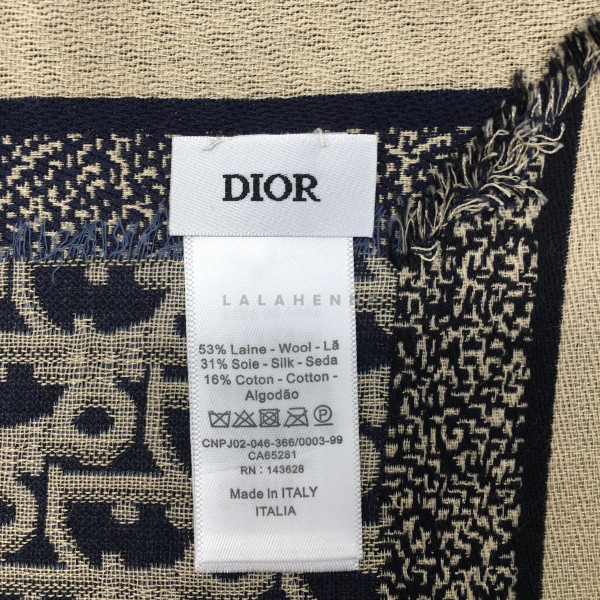 DIOR
LALAHEN
53% Laine - Wool - Lã
31% Soie - Silk - Seda
16% Coton - Cotton -
Algodão
CNPJ02-046-366/0003-99
CA65281
RN : 143628
Made in ITALY
ITALIA